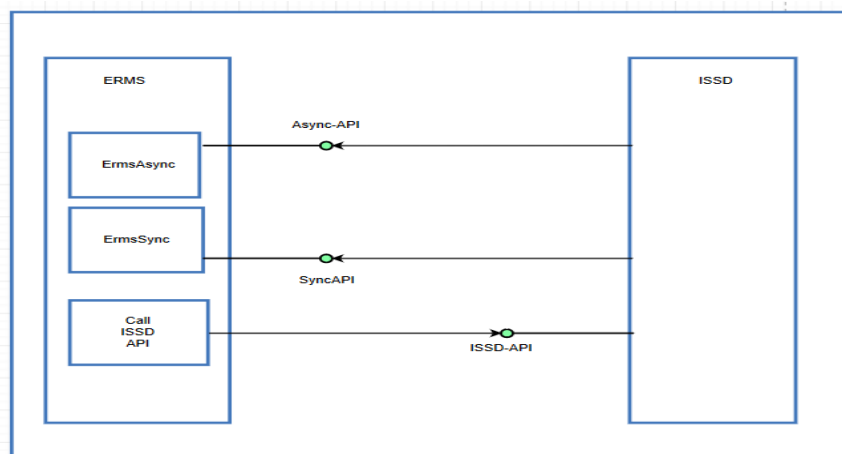 ERMS
ISSD
Async-API
ErmsAsync
ErmsSync
SyncAPI
Call
ISSD
API
ISSD-API